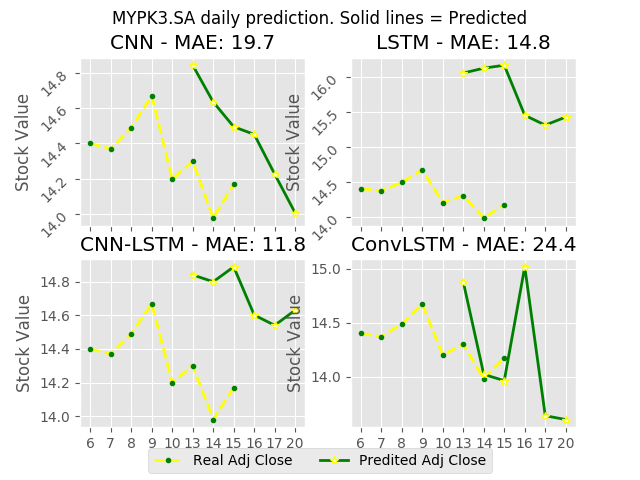 MYPK3.SA daily prediction. Solid lines = Predicted
CNN - MAE: 19.7
LSTM - MAE: 14.8
Stock Value
14.8
14.6
14.4
14.2
14.0
Stock Value
16.0
15.5
15.0
14.5
14.0
CNN-LSTM - MAE: 11.8
ConvLSTM - MAE: 24.4
Stock Value
14.8
14.6
14.4
14.2
14.0
Stock Value
15.0
14.5
14.0
6 7 8 9 10 13 14 15 16 17 20
6 7 8 9 10 13 14 15 16 17 20
Real Adj Close
Predited Adj Close